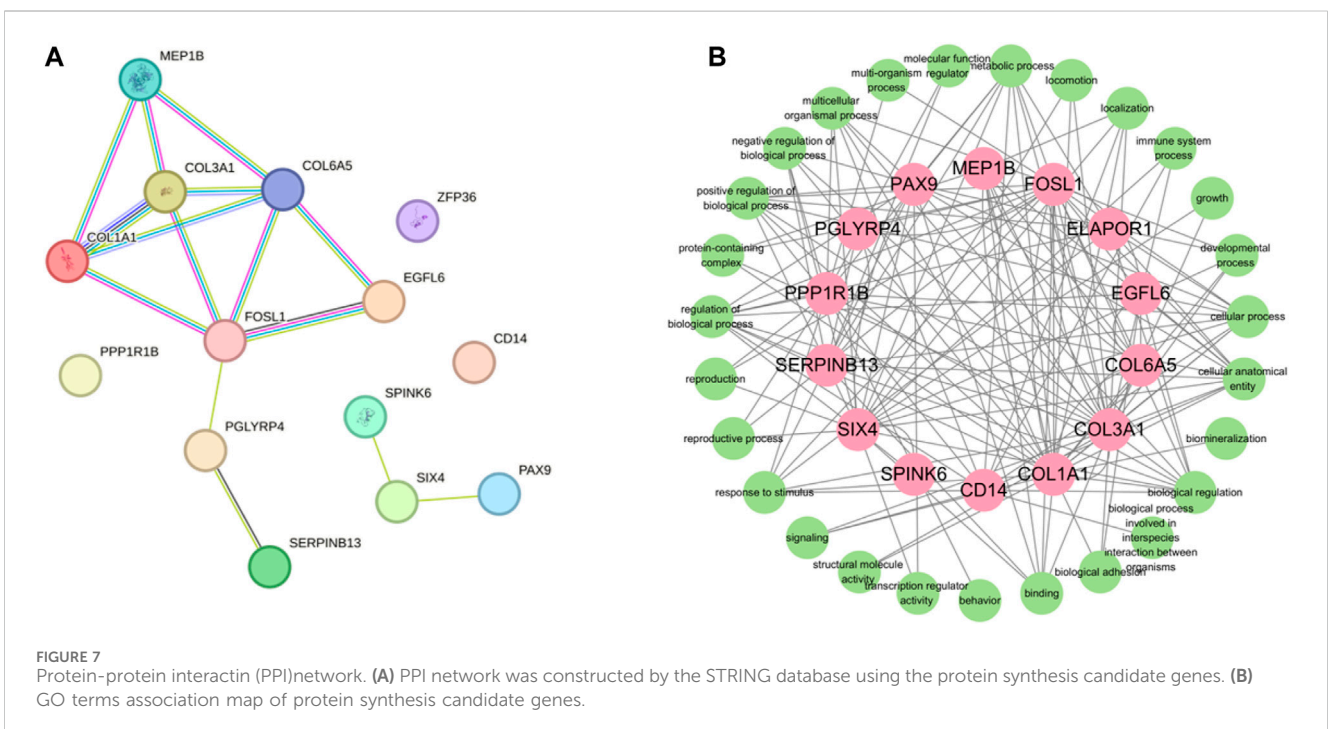 A
MEP1B
COL3A1
COL6A5
ZFP36
COL1A1
EGFL6
FOSL1
CD14
PPP1R1B
SPINK6
PGLYRP4
SIX4
PAX9
SERPINB13
B
molecular function
regulator
metabolic process
multi-organism
process
locomotion
multicellular
organismal process
localization
negative regulation of
biological process
immune system
process
positive regulation of
biological process
growth
protein-containing
complex
developmental
process
regulation of
biological process
cellular process
reproduction
cellular anatomical
entity
reproductive process
biomineralization
response to stimulus
biological regulation
signaling
biological process
involved in
interspecies
interaction between
organisms
structural molecule
activity
biological adhesion
transcription regulator
activity
behavior
binding
MEP1B
PAX9
FOSL1
PGLYRP4
ELAPOR1
PPP1R1B
EGFL6
SERPINB13
COL6A5
SIX4
COL3A1
SPINK6
CD14
COL1A1
FIGURE 7
Protein-protein interactin (PPI)network. (A) PPI network was constructed by the STRING database using the protein synthesis candidate genes. (B)
GO terms association map of protein synthesis candidate genes.